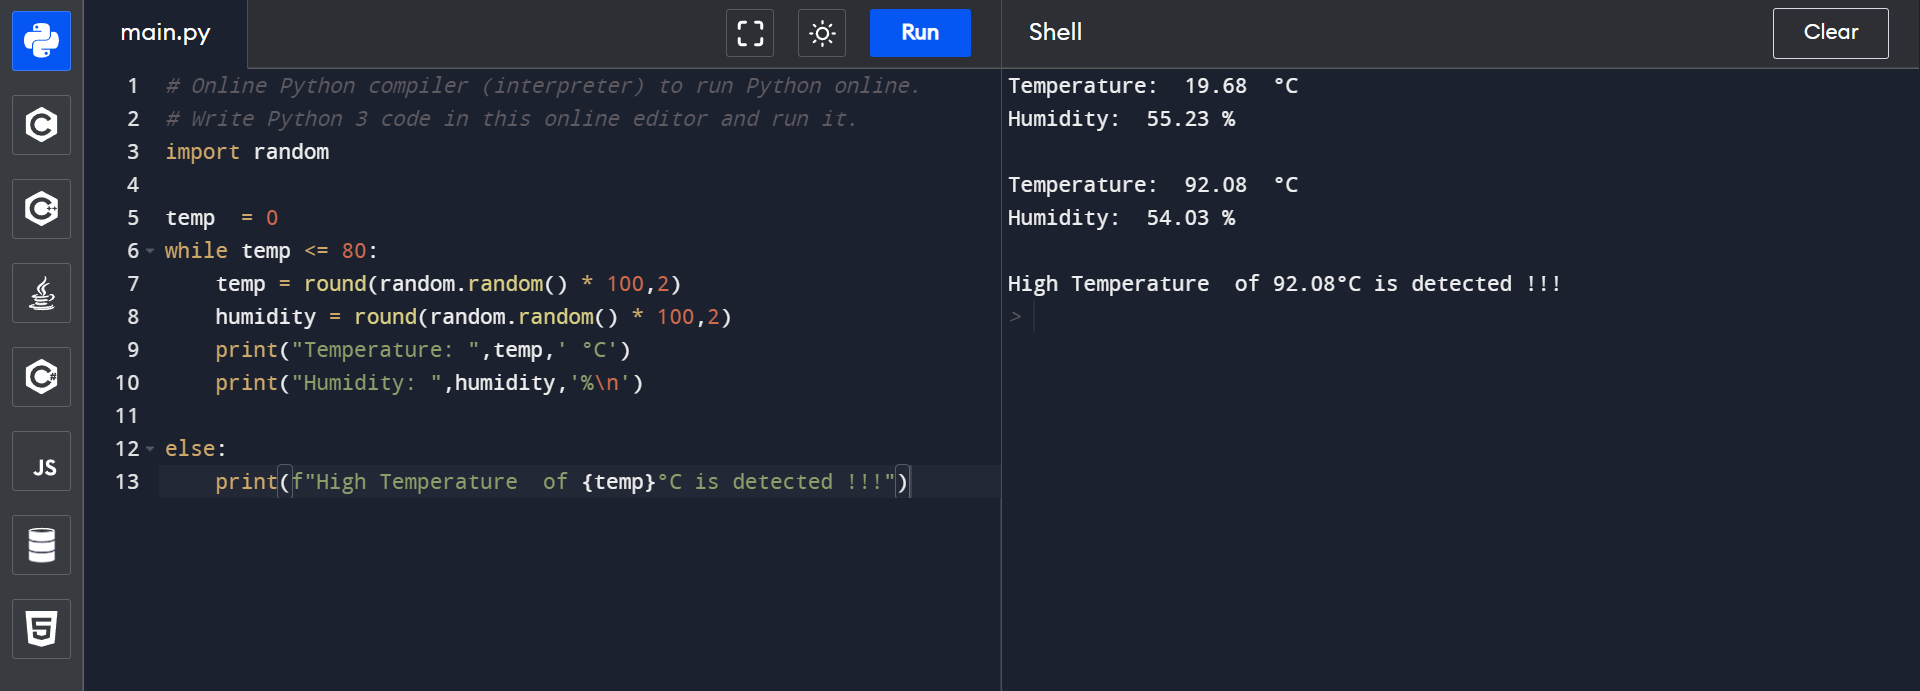 main.py
Run
Shell
Clear
1 # Online Python compiler (interpreter) to run Python online.
2 # Write Python 3 code in this online editor and run it.
3 import random
4
5 temp  = 0
6 while temp <= 80:
7     temp = round(random.random() * 100,2)
8     humidity = round(random.random() * 100,2)
9     print("Temperature: ",temp,' °C')
10     print("Humidity: ",humidity,'%\n')
11
12 else:
13     print(f"High Temperature  of {temp}°C is detected !!!")
Temperature:  19.68  °C
Humidity:  55.23 %
Temperature:  92.08  °C
Humidity:  54.03 %
High Temperature  of 92.08°C is detected !!!
>
C
C++
C#
JS
5